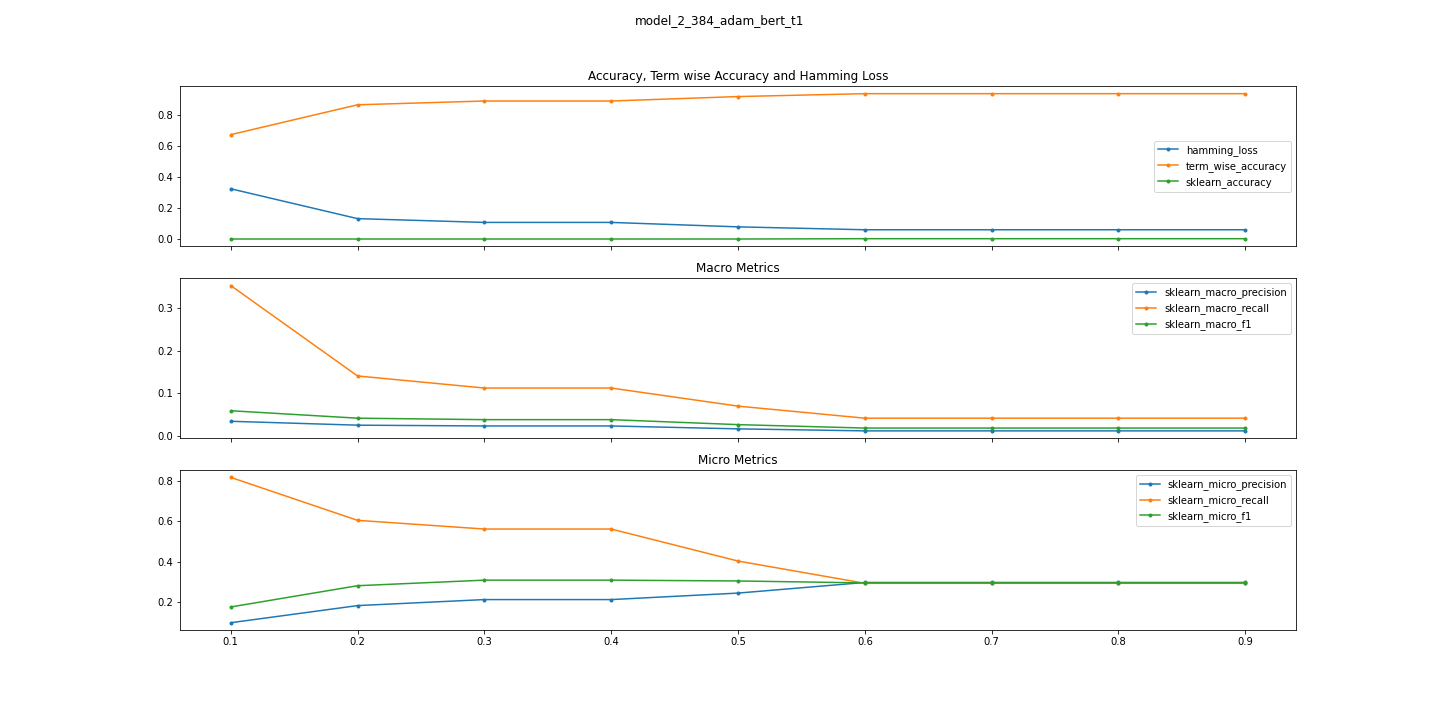 model_2_384_adam_bert_t1
Accuracy, Term wise Accuracy and Hamming Loss
0.8
0.6
0.4
0.2
0.0
hamming_loss
term_wise_accuracy
sklearn_accuracy
Macro Metrics
0.3
0.2
0.1
0.0
sklearn_macro_precision
sklearn_macro_recall
sklearn_macro_f1
Micro Metrics
0.8
0.6
0.4
0.2
sklearn_micro_precision
sklearn_micro_recall
sklearn_micro_f1
0.1 0.2 0.3 0.4 0.5 0.6 0.7 0.8 0.9